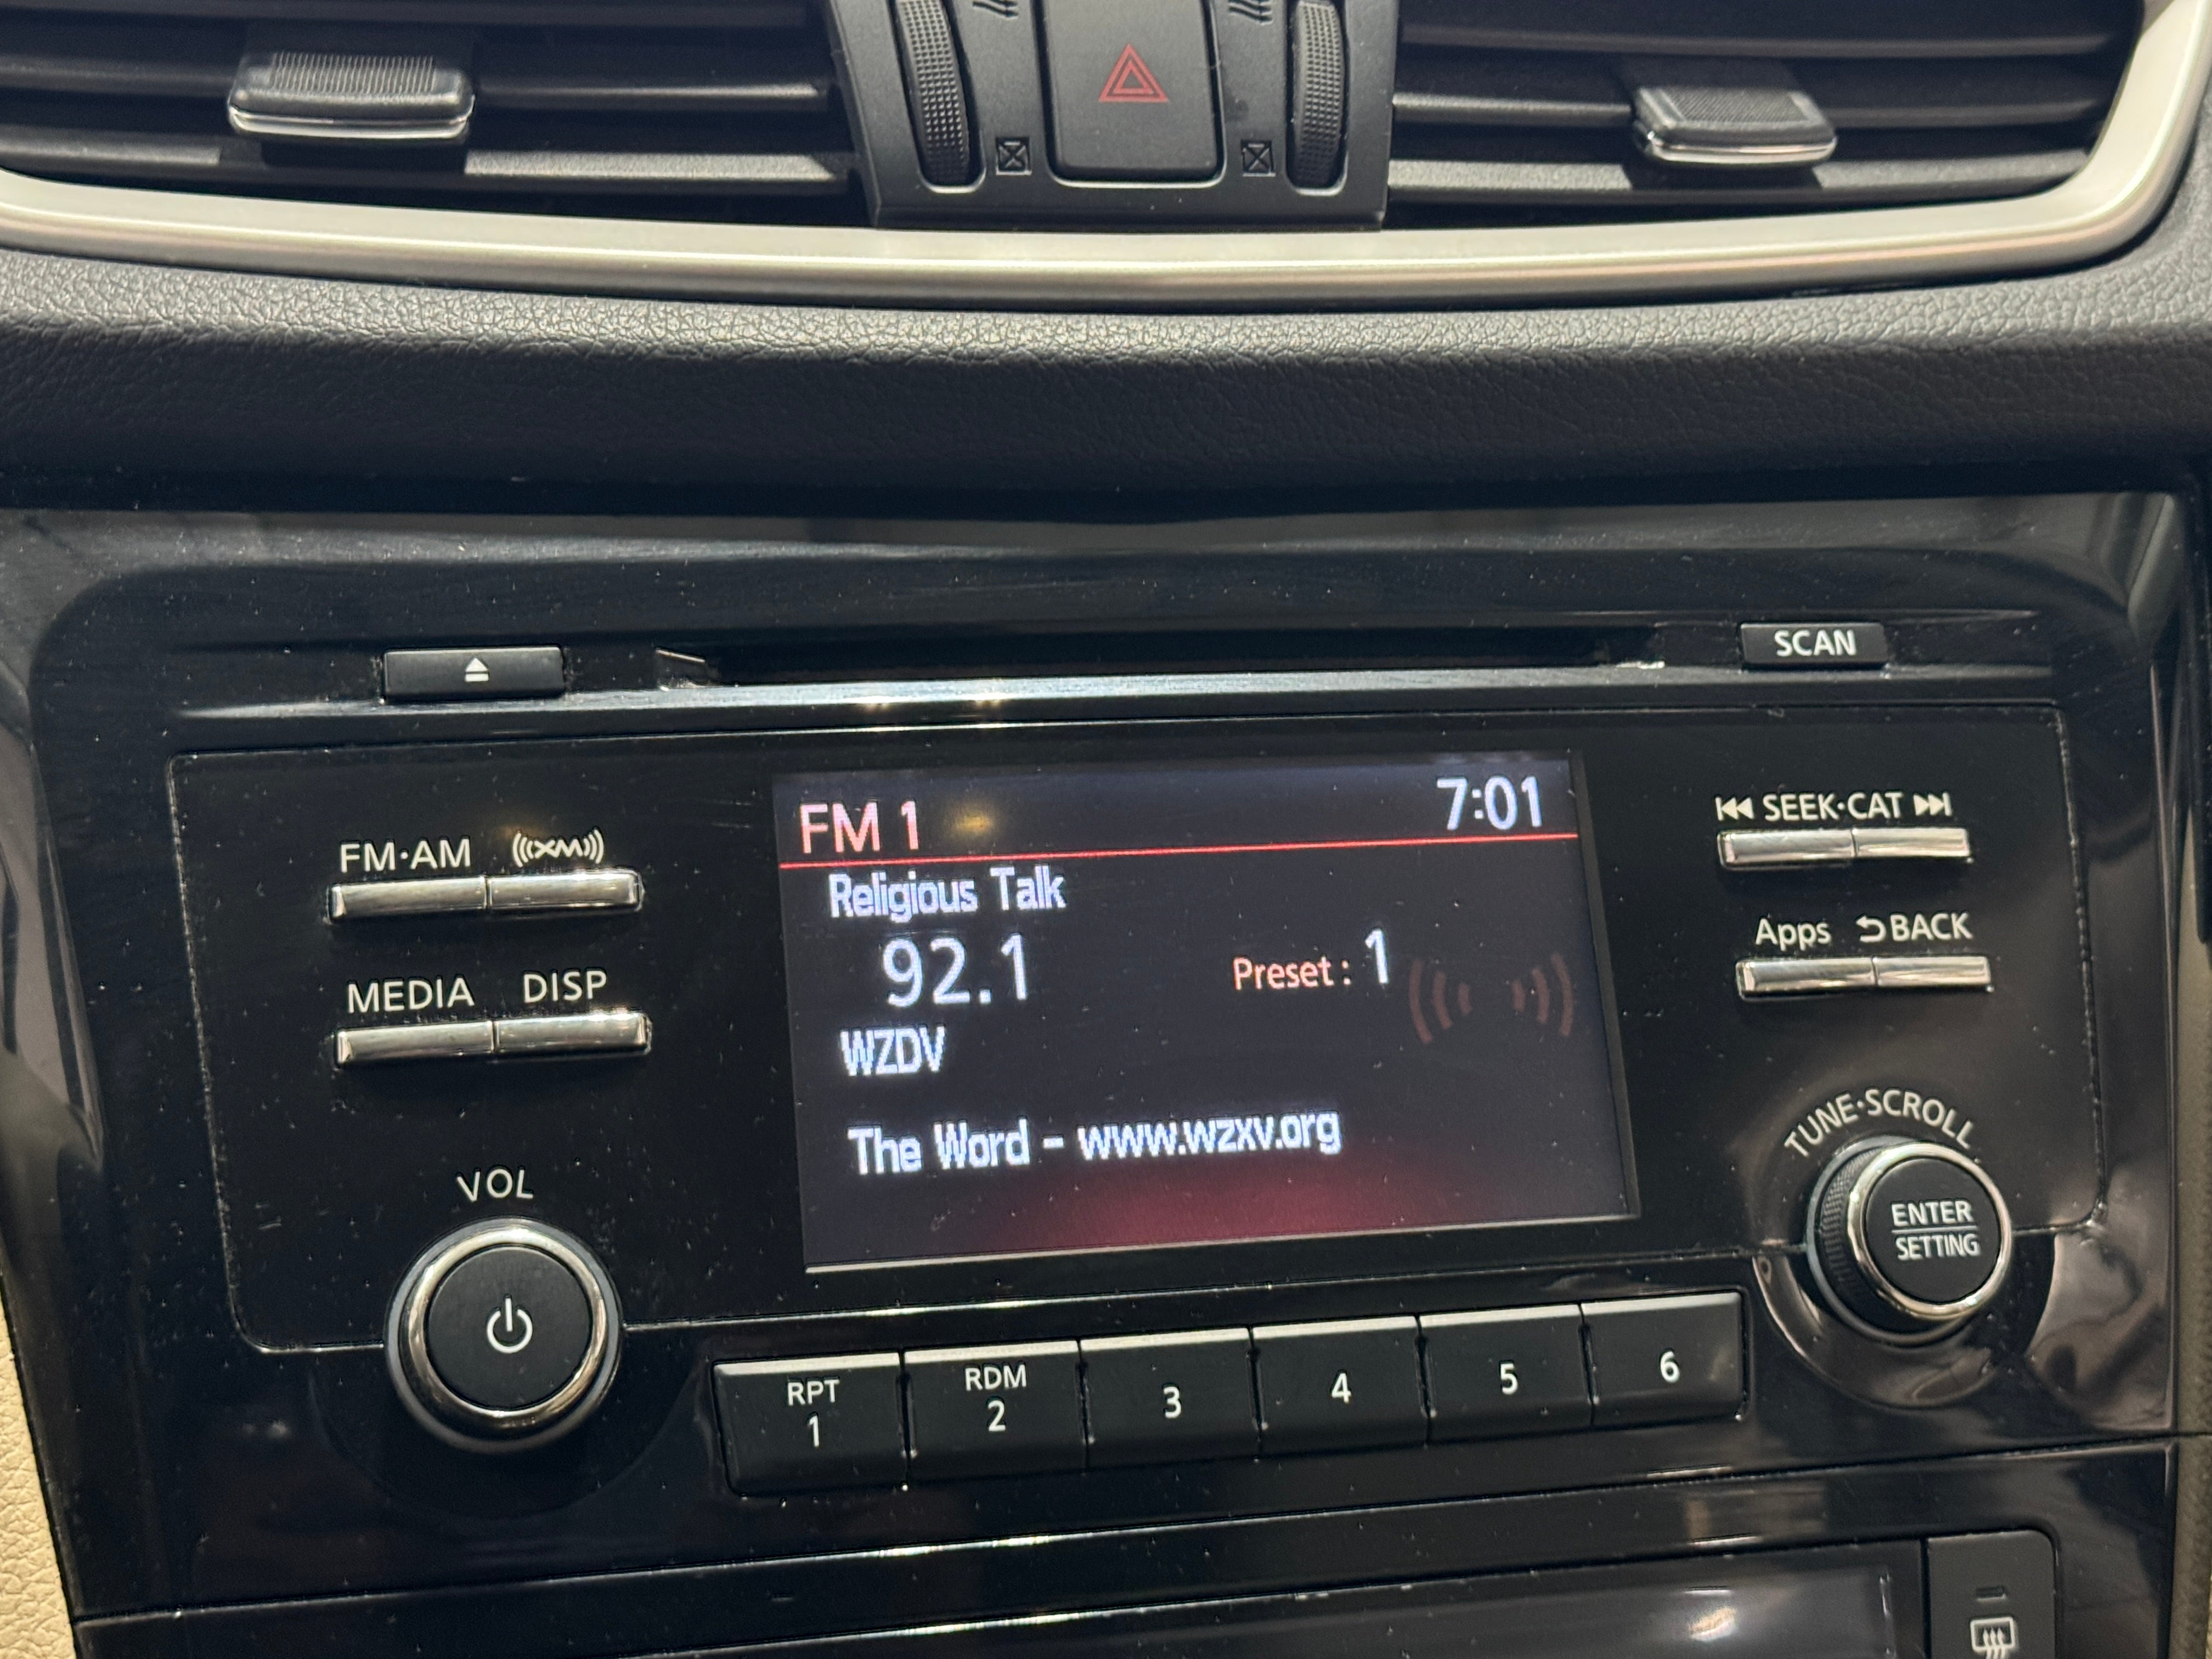 SCAN
FM 1 7:01
FM·AM XM
SEEK·CAT
Religious Talk
92.1 Preset : 1
Apps BACK
MEDIA DISP
WZDV
The Word - www.wzxv.org
TUNE·SCROLL
VOL
ENTER
SETTING
RPT RDM
1 2 3 4 5 6